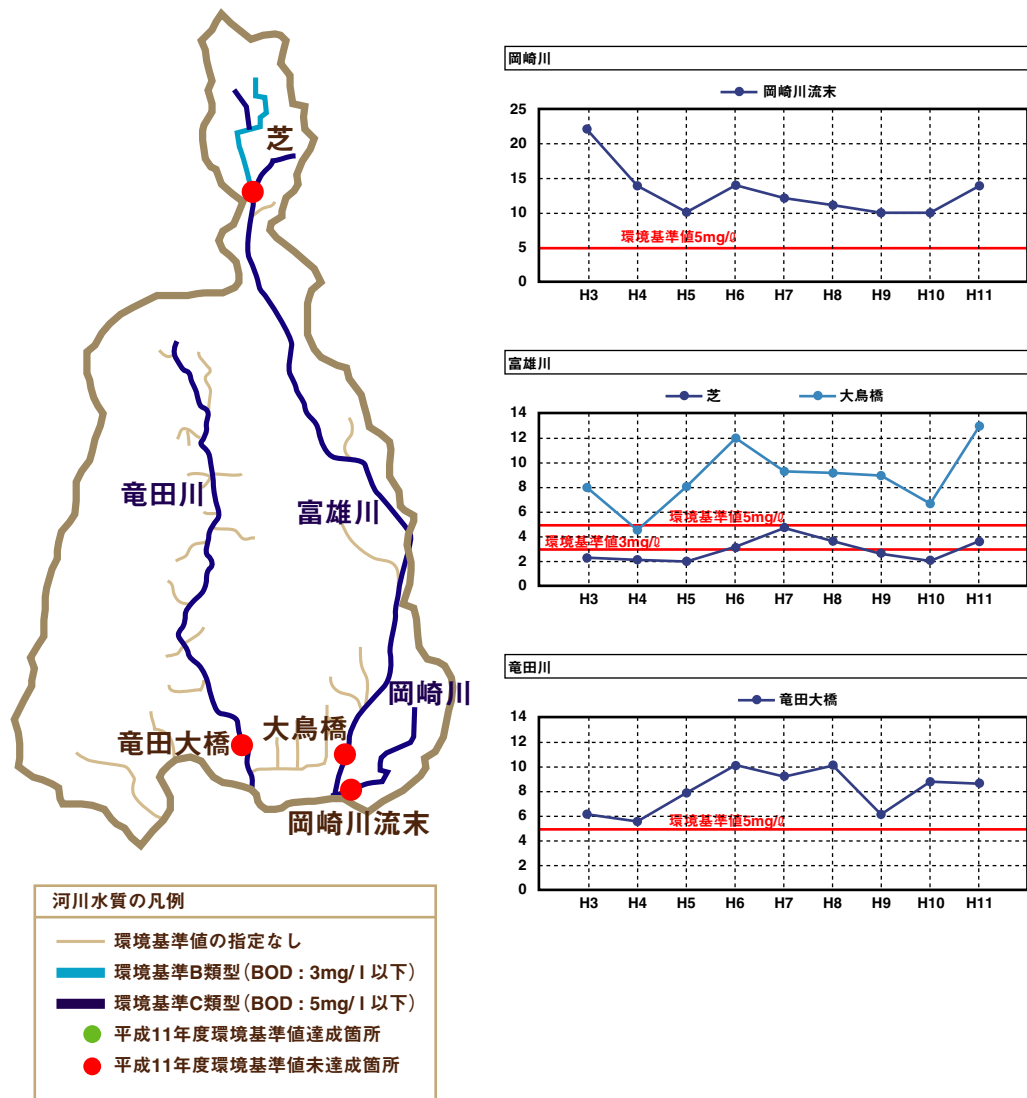 芝
竜田川
富雄川
岡崎川
竜田大橋
大鳥橋
岡崎川流末
河川水質の凡例
環境基準値の指定なし
環境基準B類型(BOD : 3mg/ l 以下)
環境基準C類型(BOD : 5mg/ l 以下)
平成11年度環境基準値達成箇所
平成11年度環境基準値未達成箇所
岡崎川
岡崎川流末
25
20
15
10
5
0
環境基準値5mg/ℓ
H3 H4 H5 H6 H7 H8 H9 H10 H11
富雄川
芝 大鳥橋
14
12
10
8
6
4
2
0
環境基準値5mg/ℓ
環境基準値3mg/ℓ
H3 H4 H5 H6 H7 H8 H9 H10 H11
竜田川
竜田大橋
14
12
10
8
6
4
2
0
環境基準値5mg/ℓ
H3 H4 H5 H6 H7 H8 H9 H10 H11